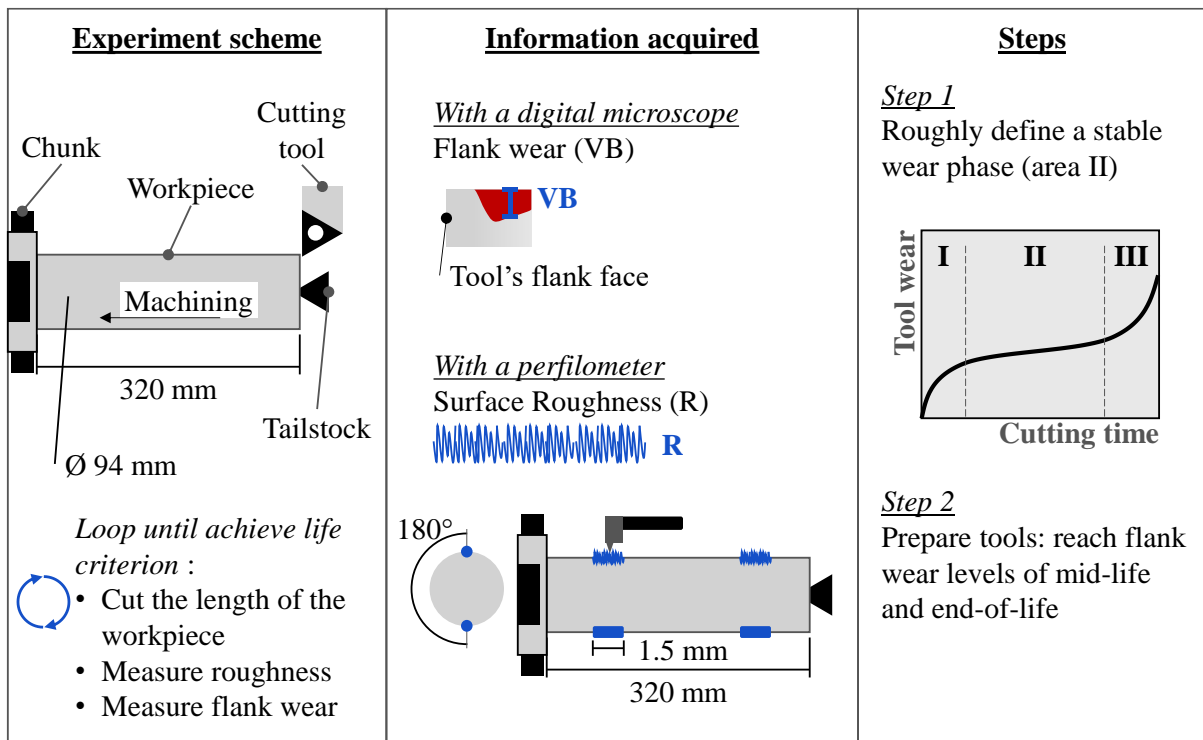 Experiment scheme
Chunk
Cutting
tool
Workpiece
Machining
320 mm
Tailstock
Ø 94 mm
Loop until achieve life
criterion :
• Cut the length of the
workpiece
• Measure roughness
• Measure flank wear
Information acquired
With a digital microscope
Flank wear (VB)
VB
Tool's flank face
With a perfilometer
Surface Roughness (R)
R
180°
1.5 mm
320 mm
Steps
Step 1
Roughly define a stable
wear phase (area II)
Tool wear
I II III
Cutting time
Step 2
Prepare tools: reach flank
wear levels of mid-life
and end-of-life